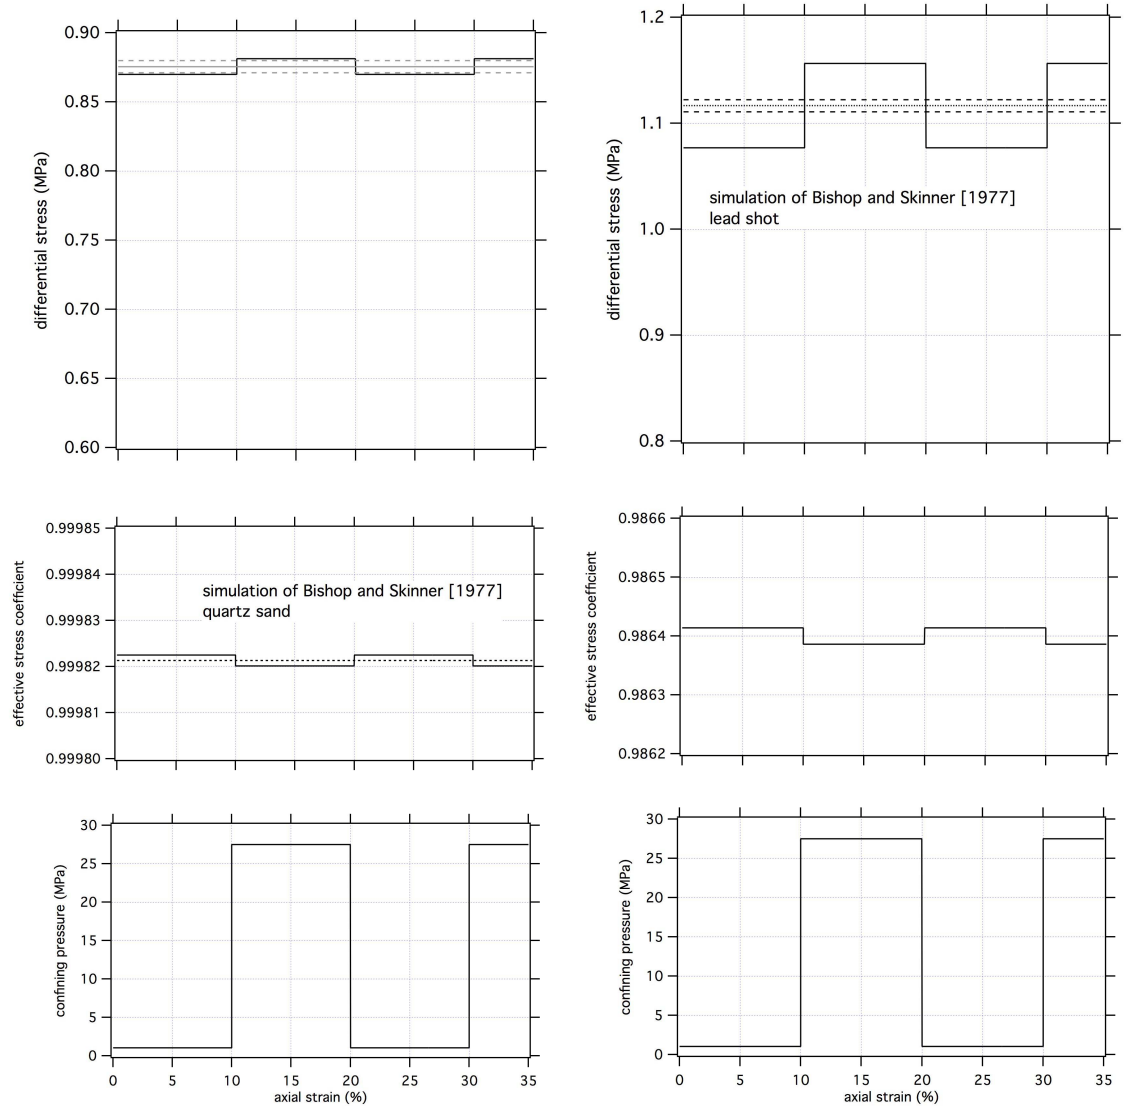 0.90
0.85
0.80
0.75
0.70
0.65
0.60
differential stress (MPa)
1.2
1.1
1.0
0.9
0.8
differential stress (MPa)
simulation of Bishop and Skinner [1977]
lead shot
0.99985
0.99984
0.99983
0.99982
0.99981
0.99980
effective stress coefficient
simulation of Bishop and Skinner [1977]
quartz sand
0.9866
0.9865
0.9864
0.9863
0.9862
effective stress coefficient
30
25
20
15
10
5
0
confining pressure (MPa)
0 5 10 15 20 25 30 35
axial strain (%)
30
25
20
15
10
5
0
confining pressure (MPa)
0 5 10 15 20 25 30 35
axial strain (%)